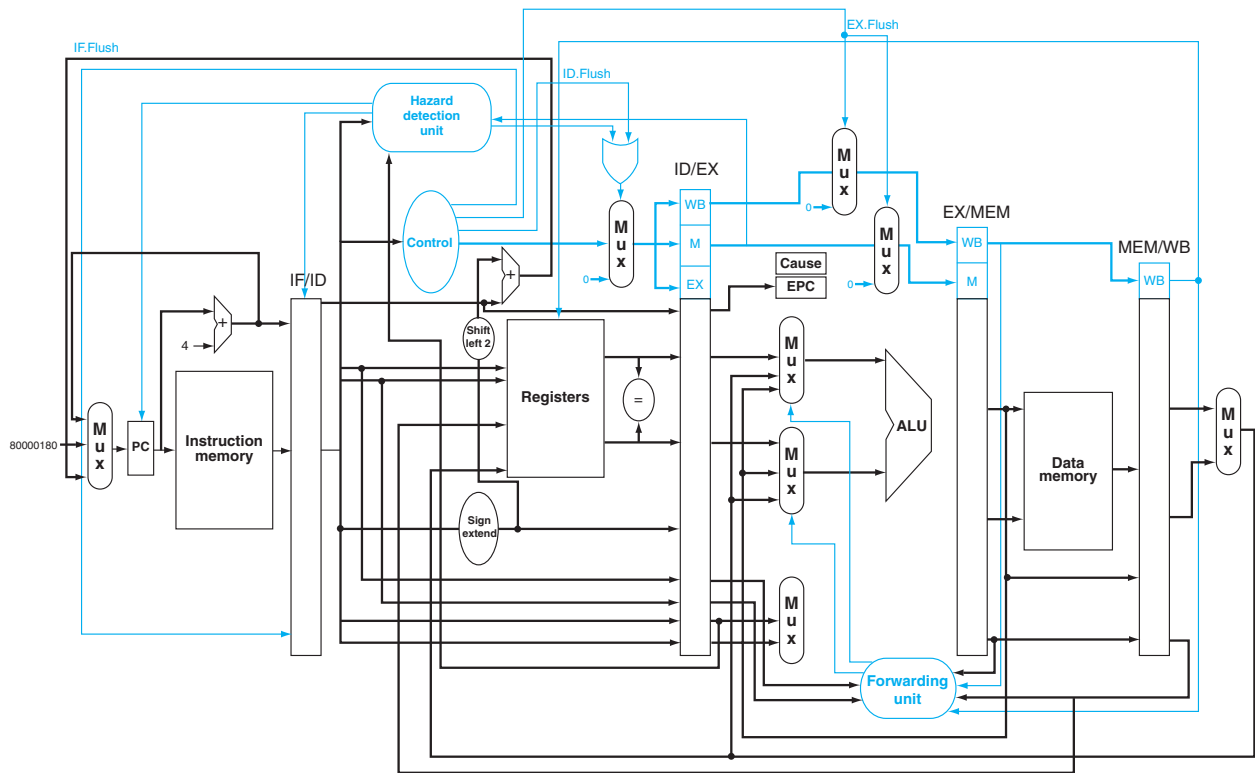 IF.Flush
EX.Flush
ID.Flush
Hazard
detection
unit
M
u
x
ID/EX
WB
M
EX
Control
M
u
x
0
0
M
u
x
0
EX/MEM
WB
M
MEM/WB
WB
Cause
EPC
IF/ID
+
+
4
Shift
left 2
Registers
=
M
u
x
M
u
x
ALU
80000180
M
u
x
PC
Instruction
memory
Data
memory
M
u
x
Sign
extend
M
u
x
Forwarding
unit